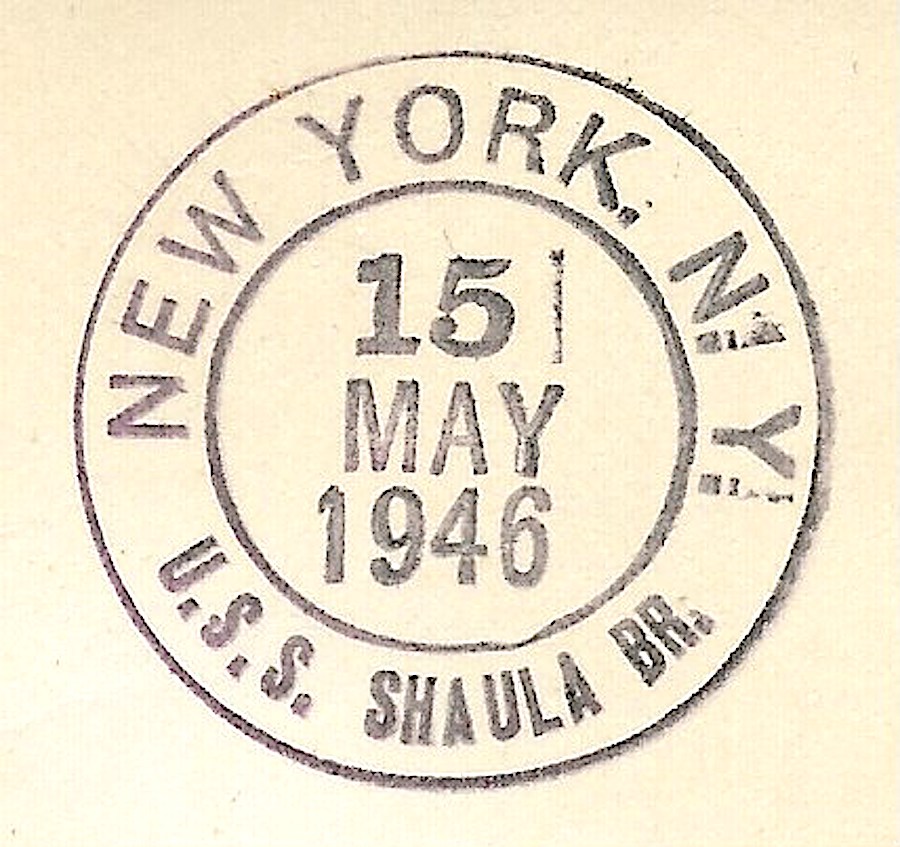 NEW YORK, N. Y.
15
MAY
1946
U.S.S. SHAULA BR.